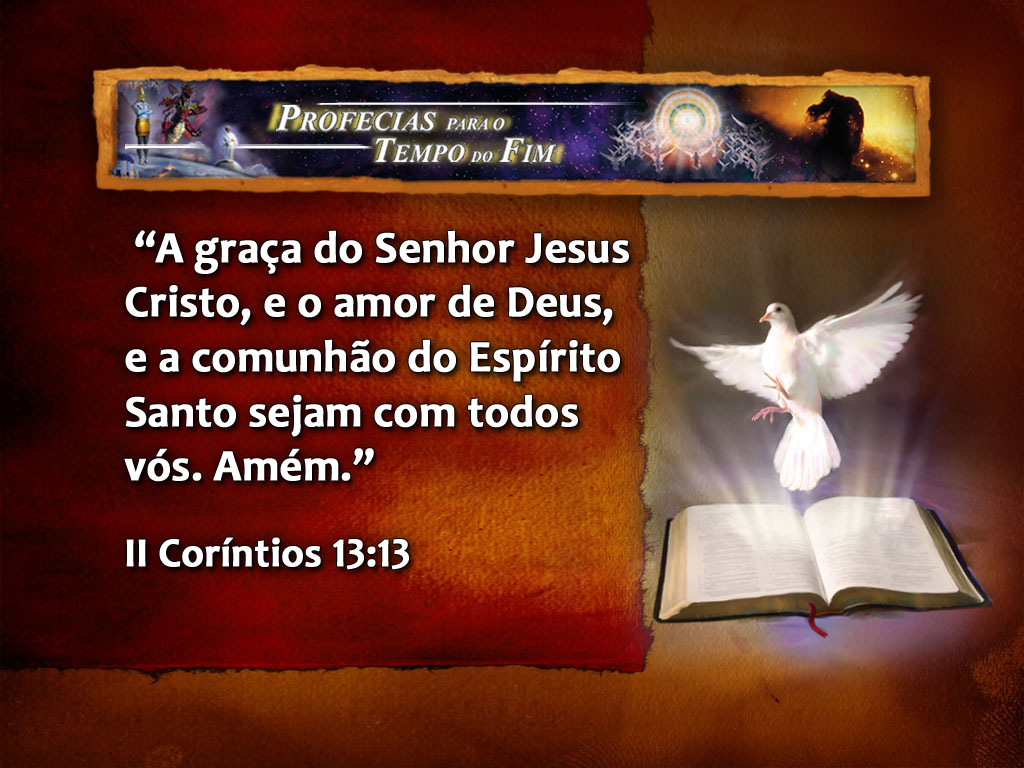 PROFECIAS PARA O
TEMPO DO FIM
“A graça do Senhor Jesus
Cristo, e o amor de Deus,
e a comunhão do Espírito
Santo sejam com todos
vós. Amém.”
II Coríntios 13:13